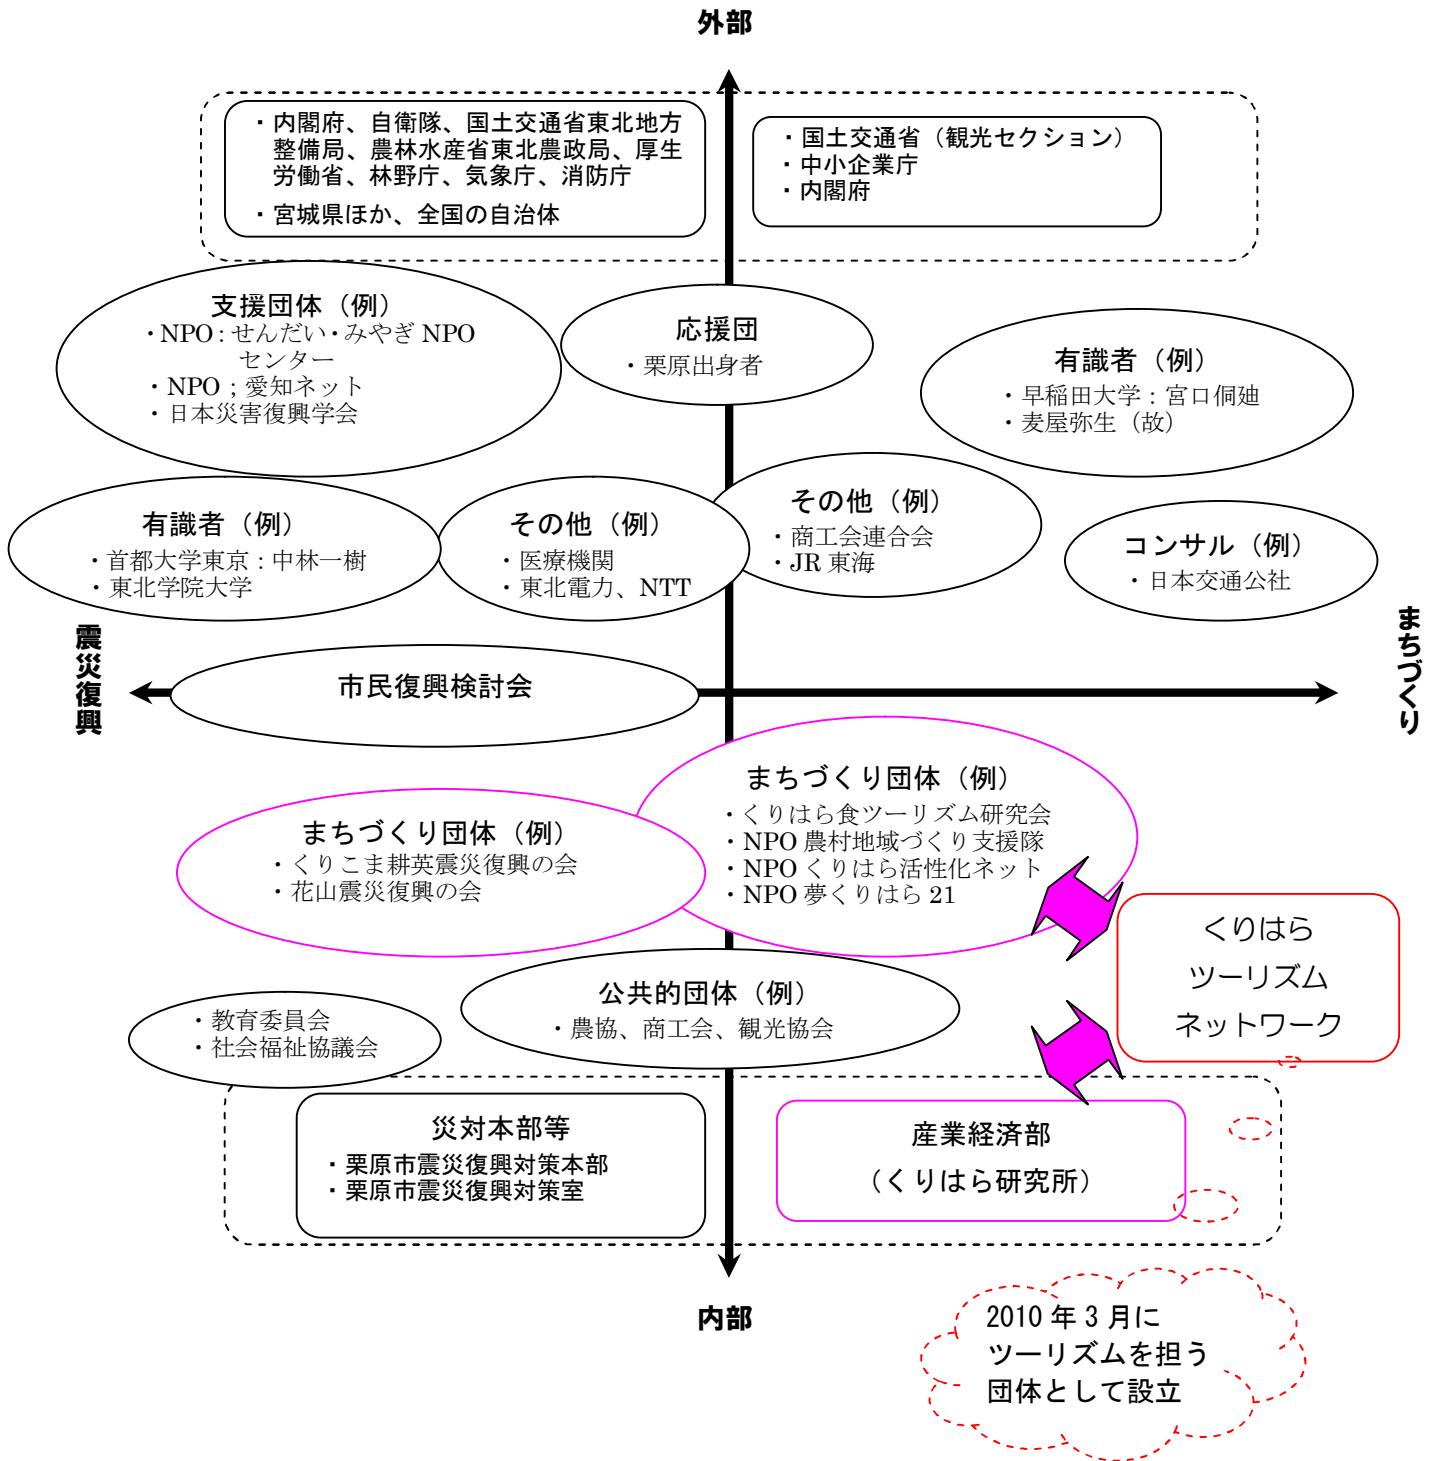 外部
・内閣府、自衛隊、国土交通省東北地方
整備局、農林水産省東北農政局、厚生
労働省、林野庁、気象庁、消防庁
・宮城県ほか、全国の自治体
・国土交通省（観光セクション）
・中小企業庁
・内閣府
支援団体（例）
・NPO：せんだい・みやぎ NPO
センター
・NPO；愛知ネット
・日本災害復興学会
応援団
・栗原出身者
有識者（例）
・早稲田大学：宮口侗廸
・麦屋弥生（故）
有識者（例）
・首都大学東京：中林一樹
・東北学院大学
その他（例）
・医療機関
・東北電力、NTT
その他（例）
・商工会連合会
・JR 東海
コンサル（例）
・日本交通公社
震災復興
まちづくり
市民復興検討会
まちづくり団体（例）
・くりこま耕英震災復興の会
・花山震災復興の会
まちづくり団体（例）
・くりはら食ツーリズム研究会
・NPO 農村地域づくり支援隊
・NPO くりはら活性化ネット
・NPO 夢くりはら 21
くりはら
ツーリズム
ネットワーク
公共的団体（例）
・農協、商工会、観光協会
・教育委員会
・社会福祉協議会
災対本部等
・栗原市震災復興対策本部
・栗原市震災復興対策室
産業経済部
（くりはら研究所）
内部
2010 年 3 月に
ツーリズムを担う
団体として設立